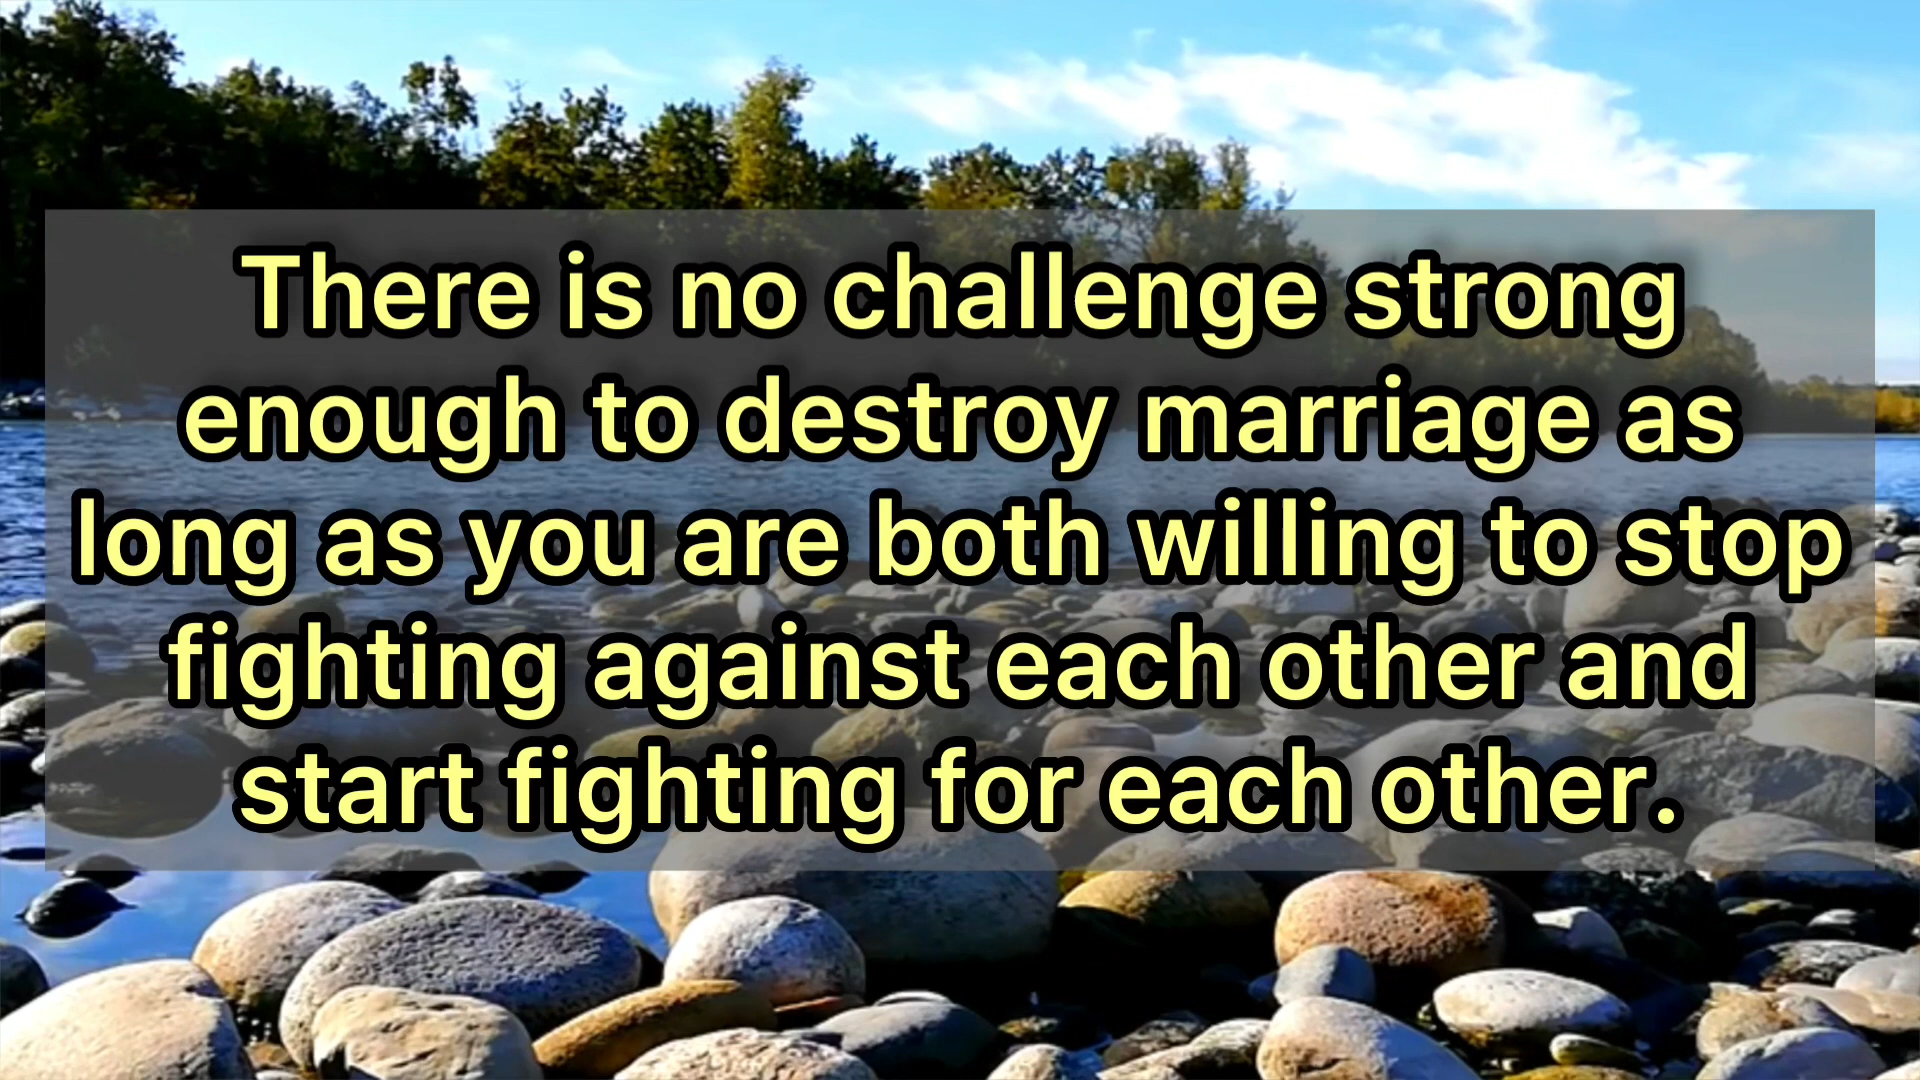 There is no challenge strong
enough to destroy marriage as
long as you are both willing to stop
fighting against each other and
start fighting for each other.